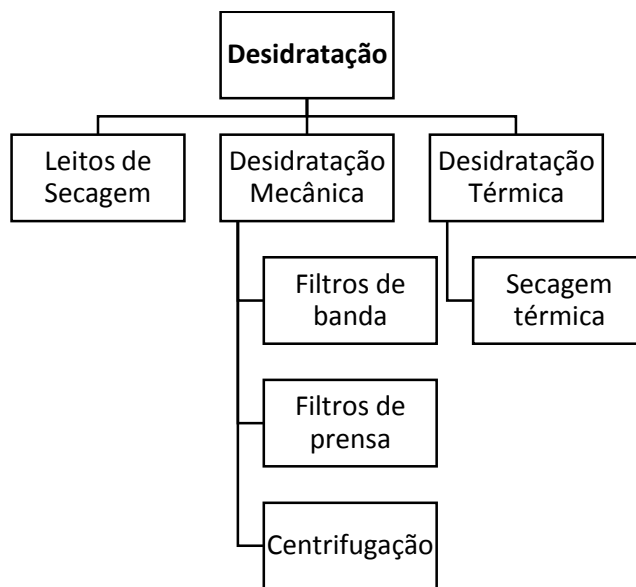 Desidratação
Leitos de
Secagem
Desidratação
Mecânica
Desidratação
Térmica
Filtros de
banda
Secagem
térmica
Filtros de
prensa
Centrifugação